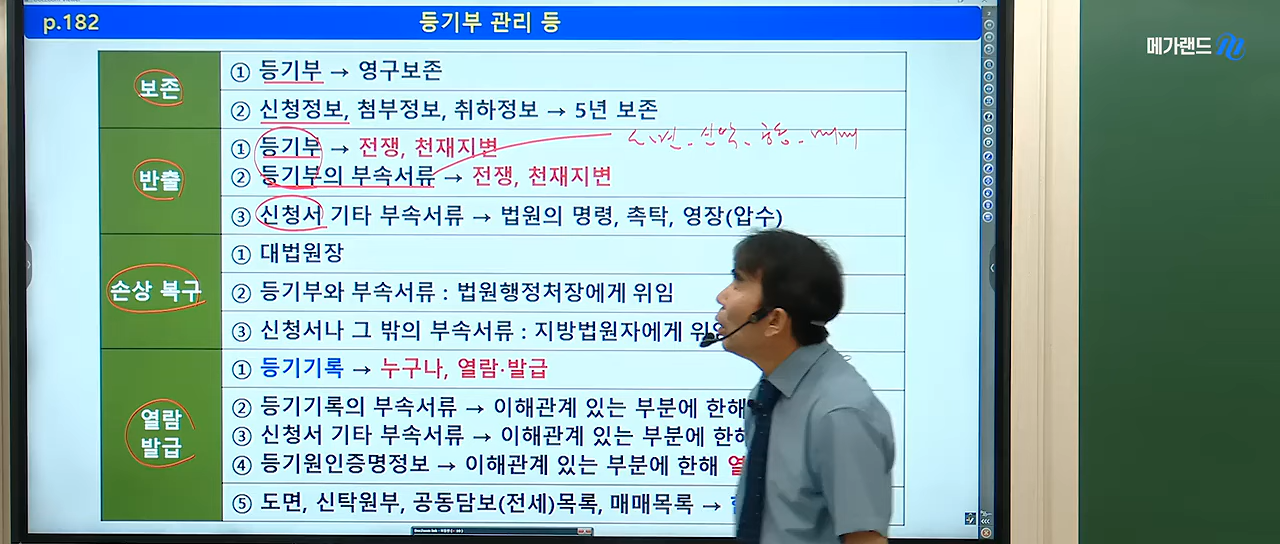 p.182
등기부 관리 등
메가랜드
보존
① 등기부 → 영구보존
② 신청정보, 첨부정보, 취하정보 → 5년 보존
반출
① 등기부 → 전쟁, 천재지변
② 등기부의 부속서류 → 전쟁, 천재지변
③ 신청서 기타 부속서류 → 법원의 명령, 촉탁, 영장(압수)
손상 복구
① 대법원장
② 등기부와 부속서류 : 법원행정처장에게 위임
③ 신청서나 그 밖의 부속서류 : 지방법원자에게
열람
발급
① 등기기록 → 누구나, 열람·발급
② 등기기록의 부속서류 → 이해관계 있는 부분에 한해
③ 신청서 기타 부속서류 → 이해관계 있는 부분에
④ 등기원인증명정보 → 이해관계 있는 부분에 한해
⑤ 도면, 신탁원부, 공동담보(전세)목록, 매매목록 →